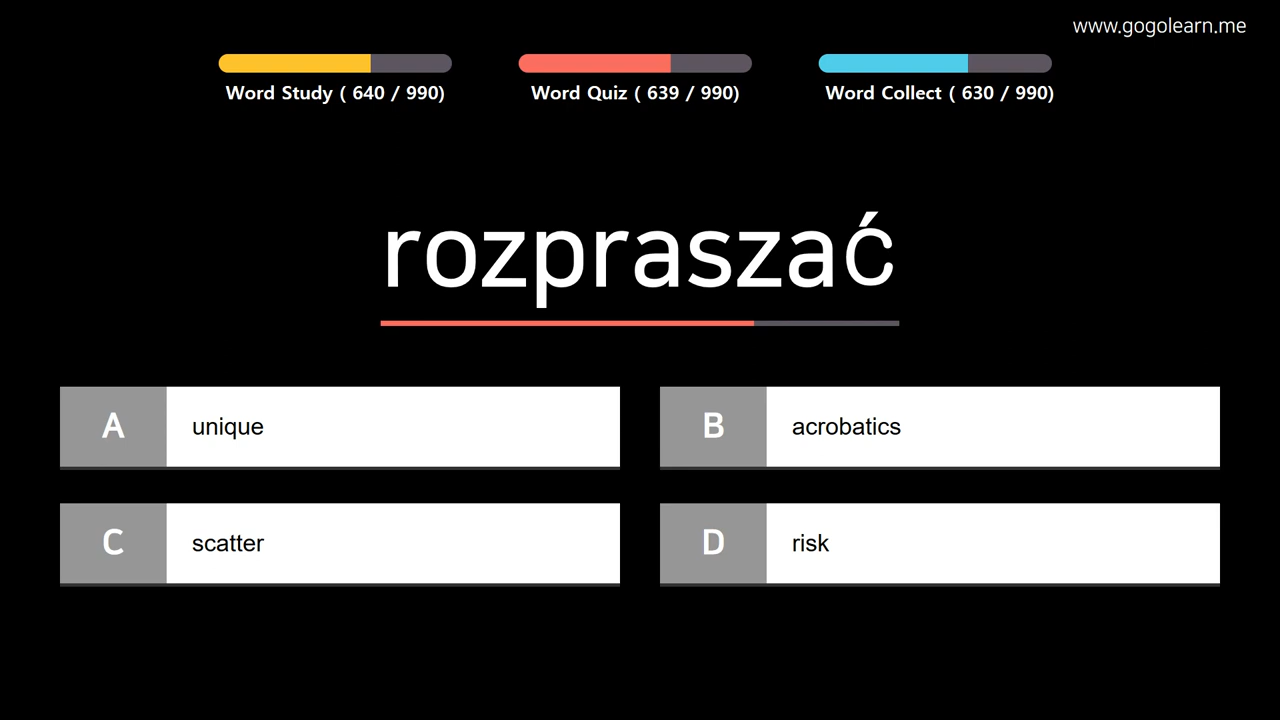 www.gogolearn.me
Word Study ( 640 / 990)
Word Quiz ( 639 / 990)
Word Collect ( 630 / 990)
rozpraszać
A unique
B acrobatics
C scatter
D risk